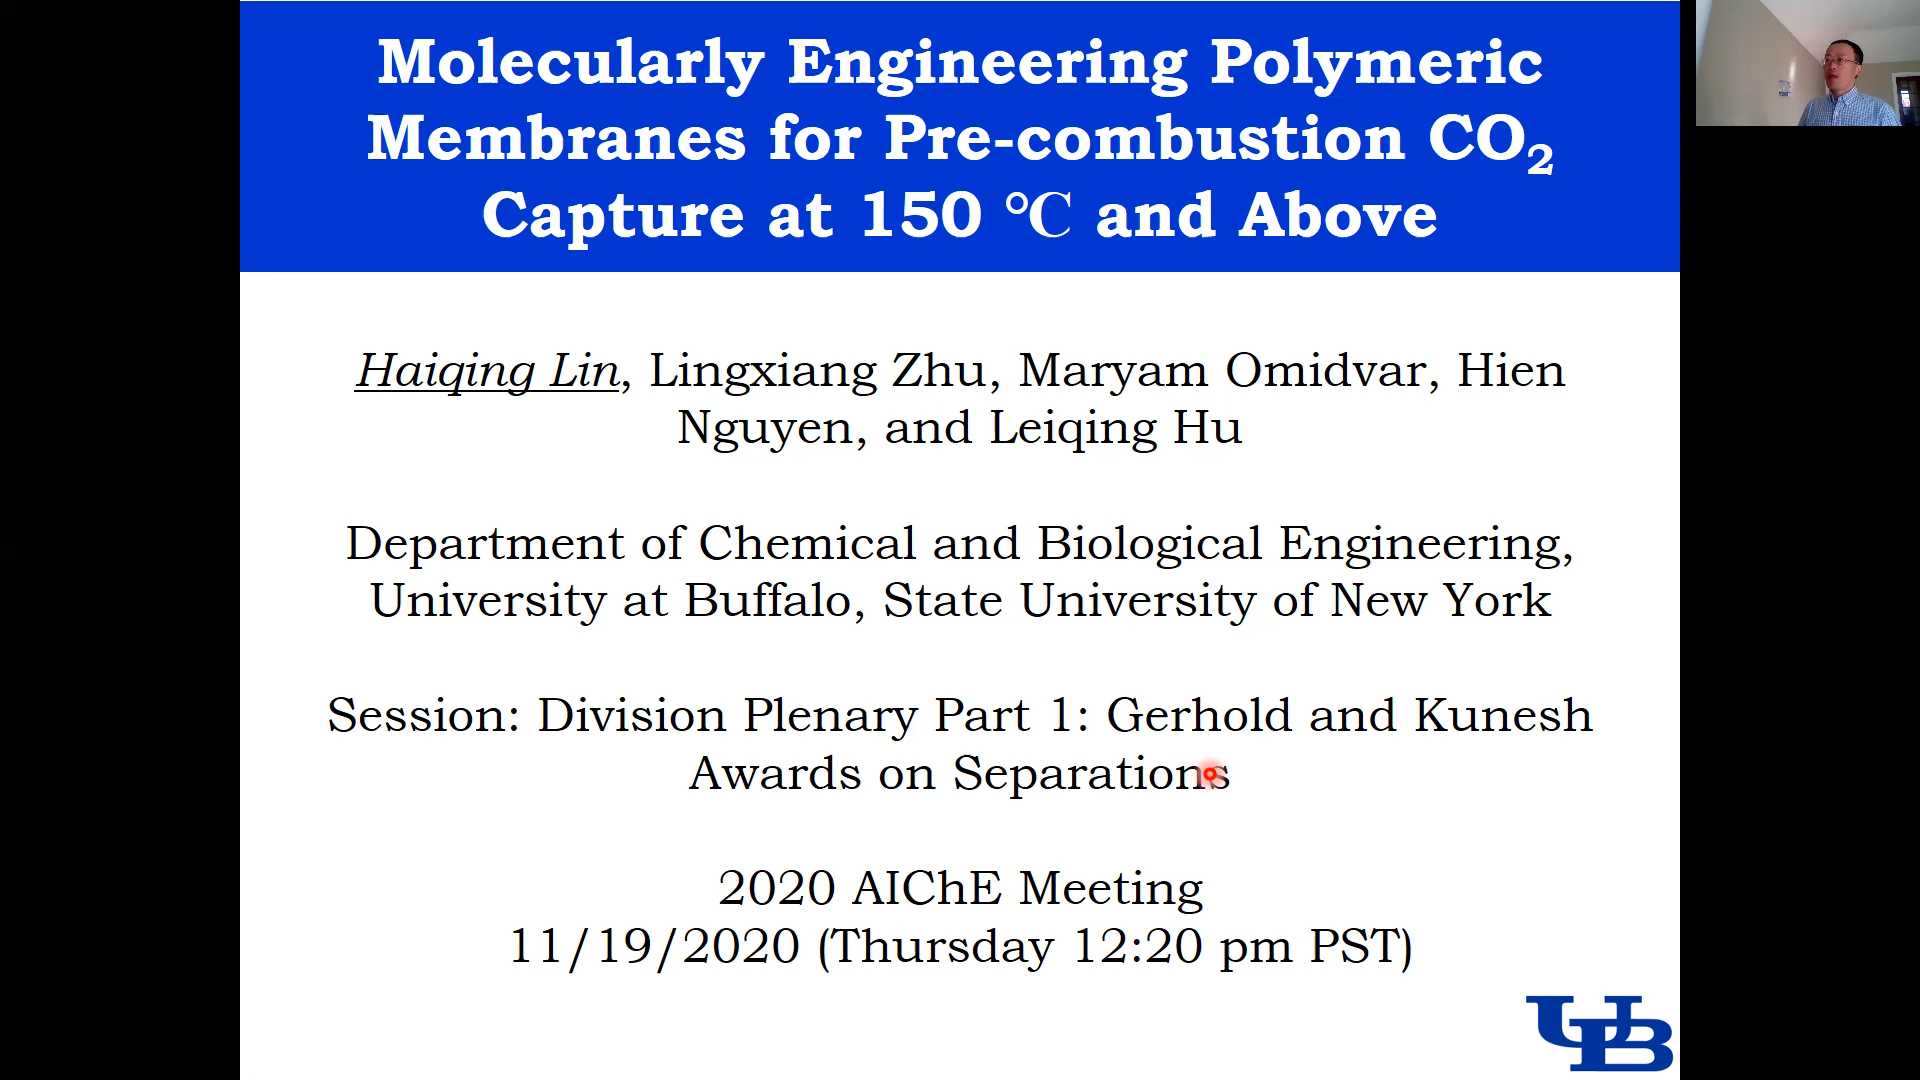 Molecularly Engineering Polymeric
Membranes for Pre-combustion CO₂
Capture at 150 ℃ and Above
Haiqing Lin, Lingxiang Zhu, Maryam Omidvar, Hien
Nguyen, and Leiqing Hu
Department of Chemical and Biological Engineering,
University at Buffalo, State University of New York
Session: Division Plenary Part 1: Gerhold and Kunesh
Awards on Separations
2020 AIChE Meeting
11/19/2020 (Thursday 12:20 pm PST)
UB